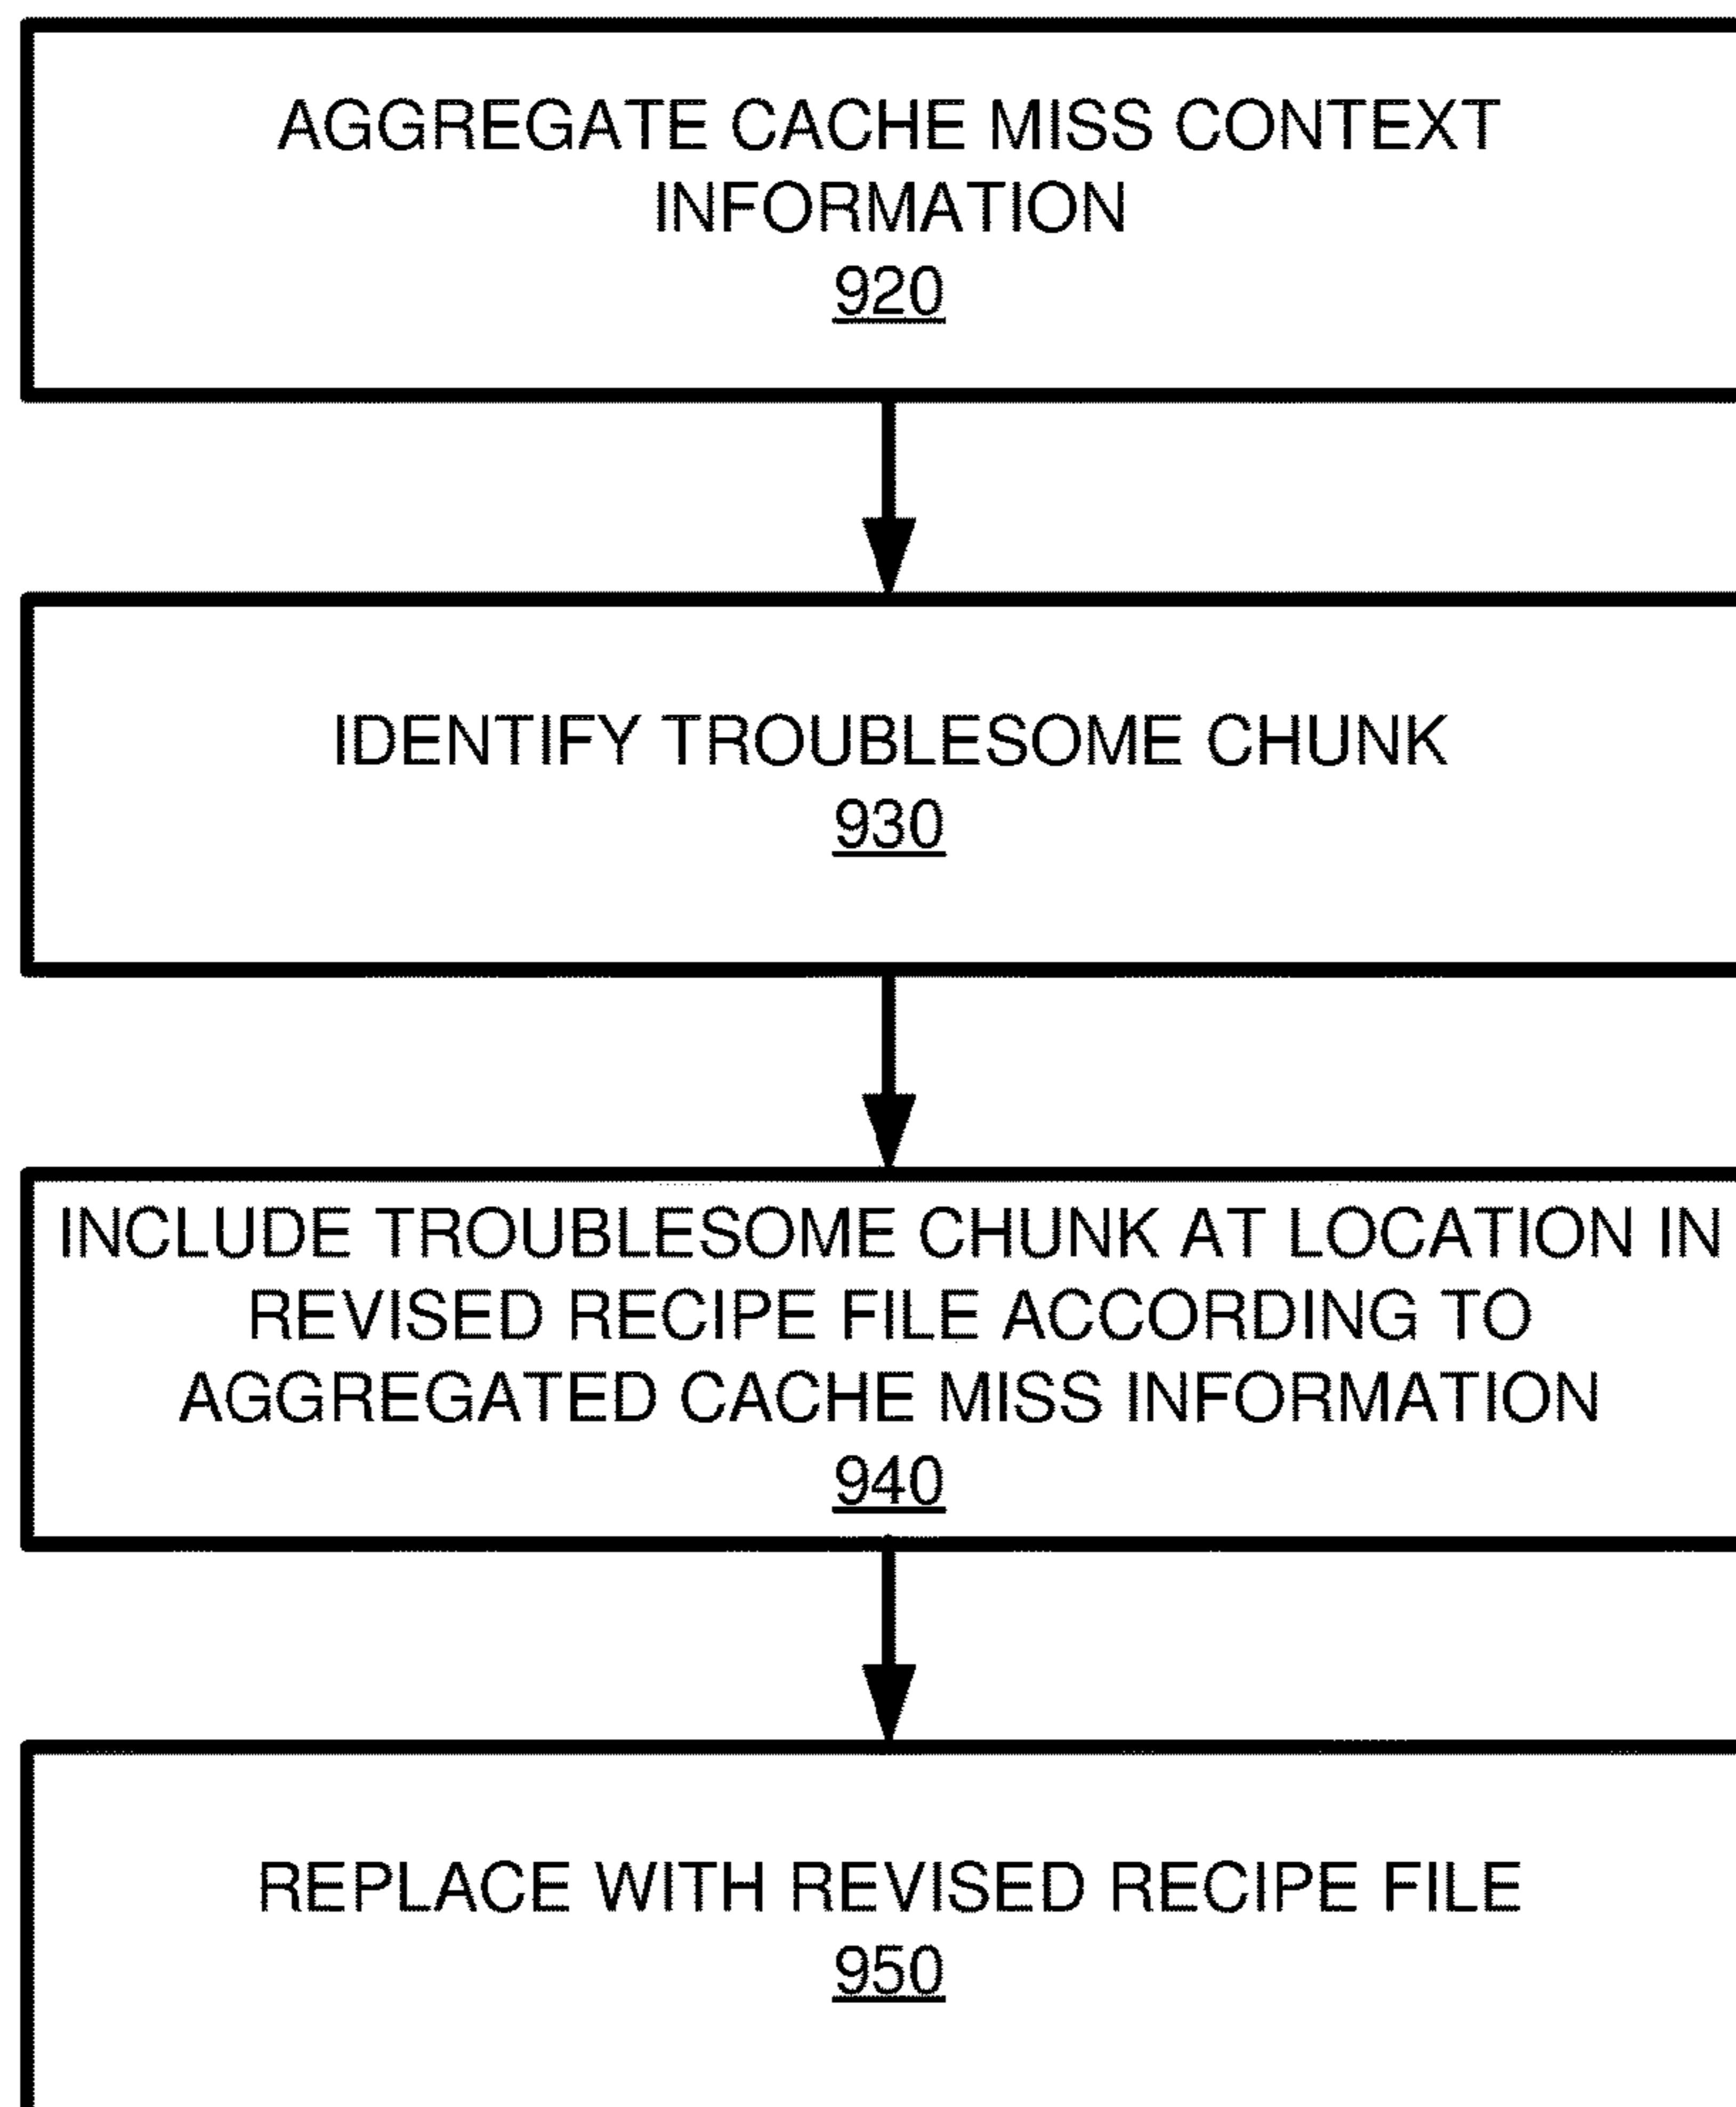 AGGREGATE CACHE MISS CONTEXT
INFORMATION
920
IDENTIFY TROUBLESOME CHUNK
930
INCLUDE TROUBLESOME CHUNK AT LOCATION IN
REVISED RECIPE FILE ACCORDING TO
AGGREGATED CACHE MISS INFORMATION
940
REPLACE WITH REVISED RECIPE FILE
950